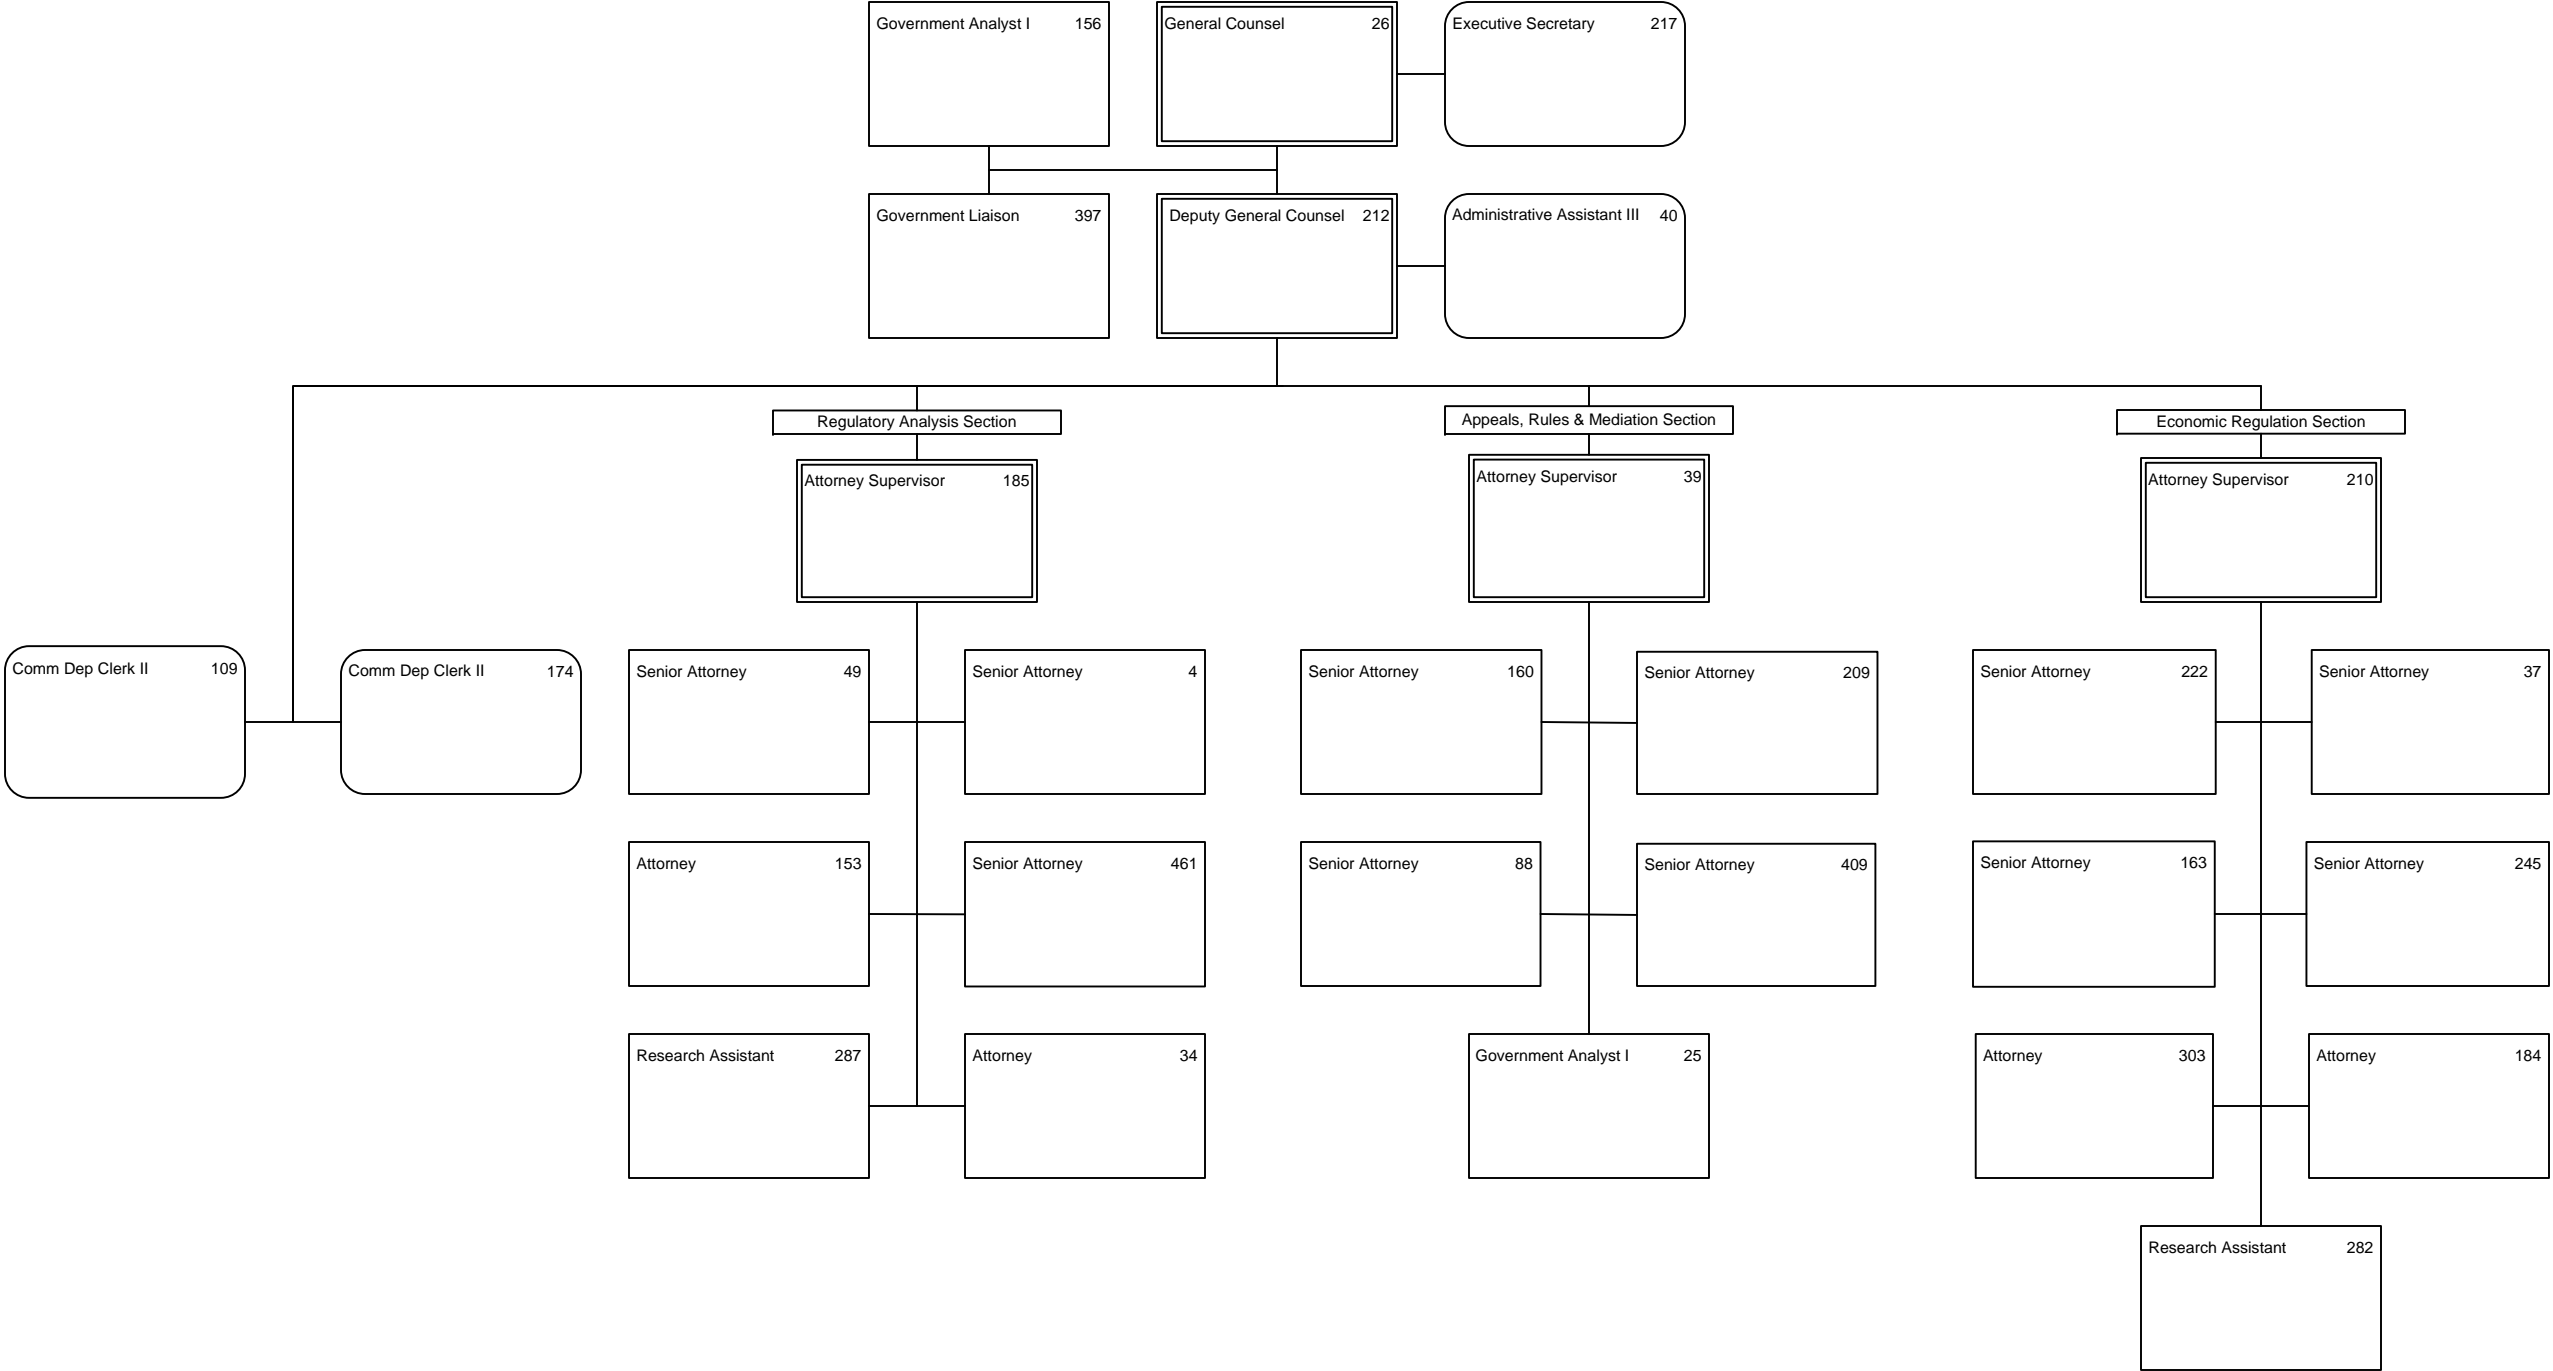 Government Analyst I 156
General Counsel 26
Executive Secretary 217
Government Liaison 397
Deputy General Counsel 212
Administrative Assistant III 40
Regulatory Analysis Section
Appeals, Rules & Mediation Section
Economic Regulation Section
Attorney Supervisor 185
Attorney Supervisor 39
Attorney Supervisor 210
Comm Dep Clerk II 109
Comm Dep Clerk II 174
Senior Attorney 49
Senior Attorney 4
Senior Attorney 160
Senior Attorney 209
Senior Attorney 222
Senior Attorney 37
Attorney 153
Senior Attorney 461
Senior Attorney 88
Senior Attorney 409
Senior Attorney 163
Senior Attorney 245
Research Assistant 287
Attorney 34
Government Analyst I 25
Attorney 303
Attorney 184
Research Assistant 282